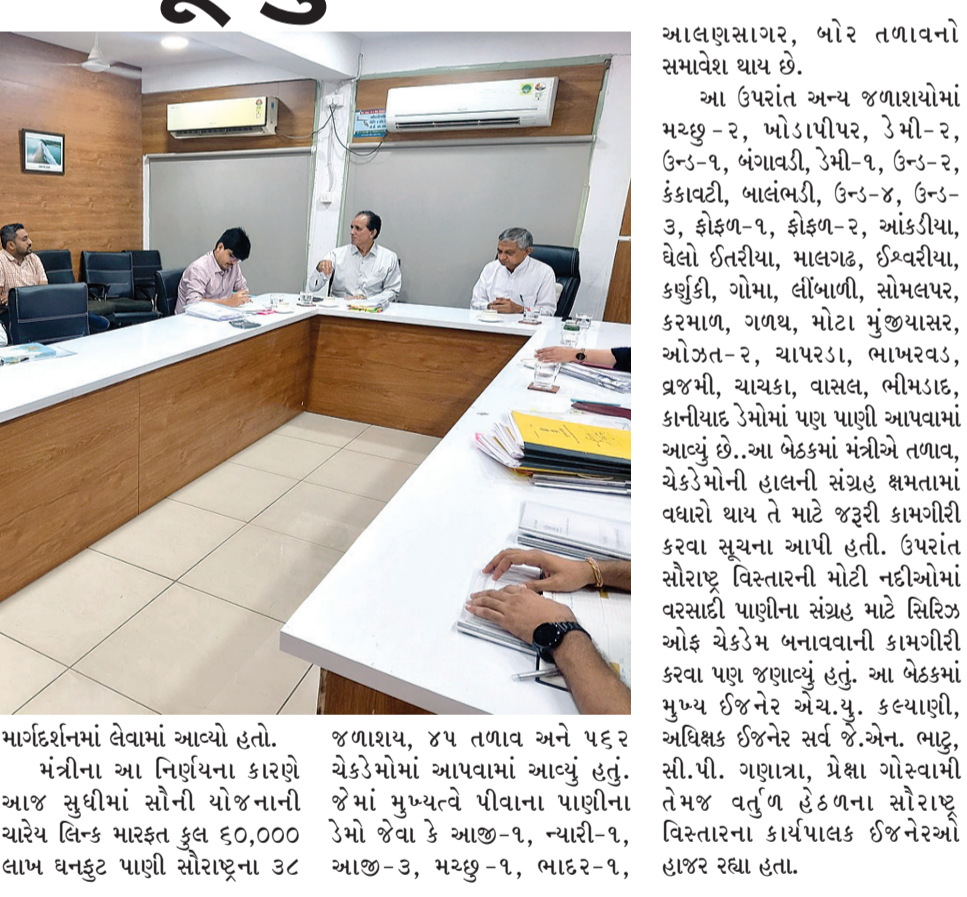 માર્ગદર્શનમાં લેવામાં આવ્યો હતો.
મંત્રીના આ નિર્ણયના કારણે
આજ સુધીમાં સૌની યોજનાની
ચારેય લિન્ક મારફત કુલ ૬૦,૦૦૦
લાખ ઘનફુટ પાણી સૌરાષ્ટ્રના ૩૮
જળાશય, ૪૫ તળાવ અને ૫૬૨
ચેકડેમોમાં આપવામાં આવ્યું હતું.
જેમાં મુખ્યત્વે પીવાના પાણીના
ડેમો જેવા કે આજી-૧, ન્યારી-૧,
આજી-૩, મચ્છુ-૧, ભાદર-૧,
આલણસાગર, બોર તળાવનો
સમાવેશ થાય છે.
આ ઉપરાંત અન્ય જળાશયોમાં
મચ્છુ-૨, ખોડાપીપર, ડેમી-૨,
ઉન્ડ-૧, બંગાવડી, ડેમી-૧, ઉન્ડ-૨,
કંકાવટી, બાલંભડી, ઉન્ડ-૪, ઉન્ડ-
૩, ફોફળ-૧, ફોફળ-૨, આંકડીયા,
ઘેલો ઈતરીયા, માલગઢ, ઈશ્વરીયા,
કર્ણુકી, ગોમા, લીંબાળી, સોમલપર,
કરમાળ, ગળથ, મોટા મુંજીયાસર,
ઓઝત-૨, ચાપરડા, ભાખરવડ,
વ્રજમી, ચાચકા, વાસલ, ભીમડાદ,
કાનીયાદ ડેમોમાં પણ પાણી આપવામાં
આવ્યું છે..આ બેઠકમાં મંત્રીએ તળાવ,
ચેકડેમોની હાલની સંગ્રહ ક્ષમતામાં
વધારો થાય તે માટે જરૂરી કામગીરી
કરવા સૂચના આપી હતી. ઉપરાંત
સૌરાષ્ટ્ર વિસ્તારની મોટી નદીઓમાં
વરસાદી પાણીના સંગ્રહ માટે સિરિઝ
ઓફ ચેકડેમ બનાવવાની કામગીરી
કરવા પણ જણાવ્યું હતું. આ બેઠકમાં
મુખ્ય ઈજનેર એચ.યુ. કલ્યાણી,
અધિક્ષક ઈજનેર સર્વ જે.એન. ભાટુ,
સી.પી. ગણાત્રા, પ્રેક્ષા ગોસ્વામી
તેમજ વર્તુળ હેઠળના સૌરાષ્ટ્ર
વિસ્તારના કાર્યપાલક ઈજનેરઓ
હાજર રહ્યા હતા.